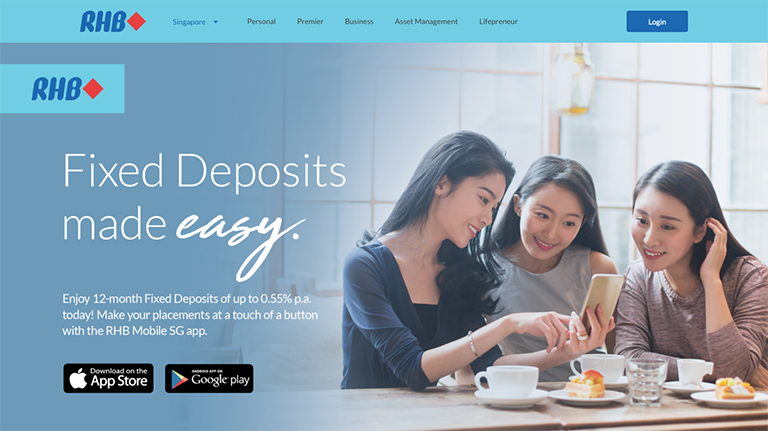 RHB
Singapore
Personal
Premier
Business
Asset Management
Lifepreneur
Login
RHB
Fixed Deposits
made easy.
Enjoy 12-month Fixed Deposits of up to 0.55% p.a.
today! Make your placements at a touch of a button
with the RHB Mobile SG app.
Download on the
App Store
ANDROID APP ON
Google play